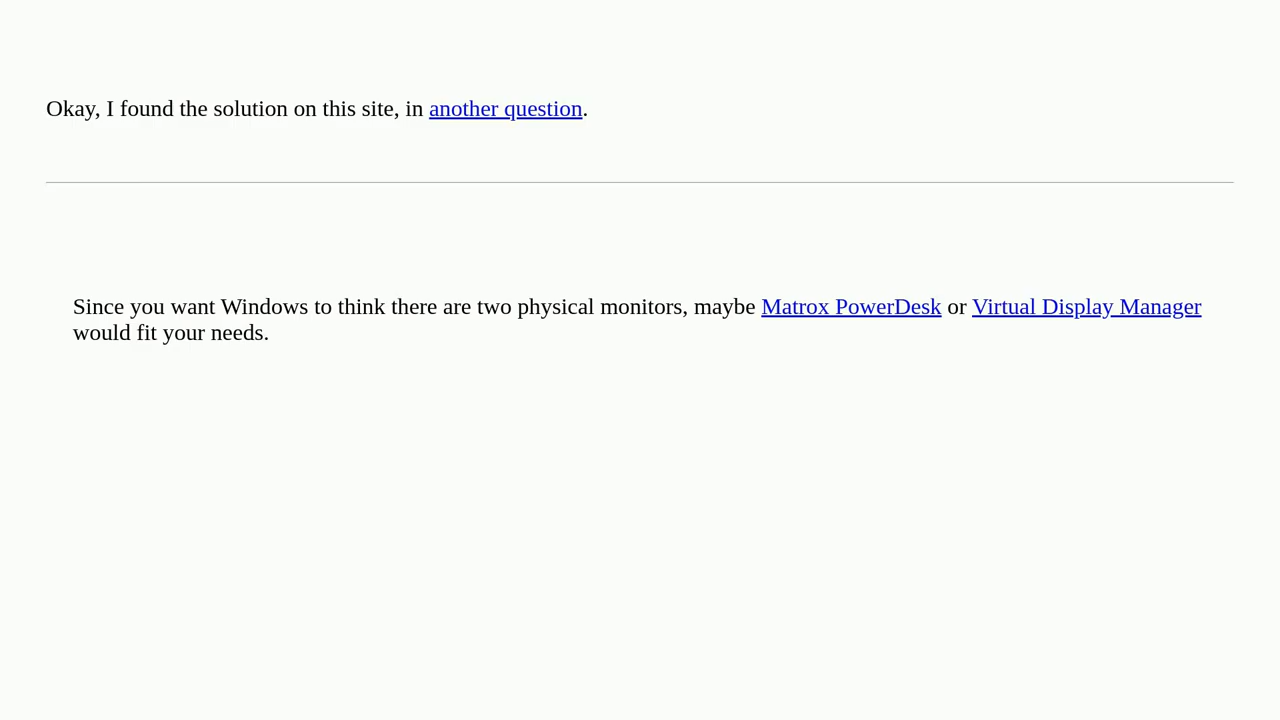 Okay, I found the solution on this site, in another question.
Since you want Windows to think there are two physical monitors, maybe Matrox PowerDesk or Virtual Display Manager
would fit your needs.